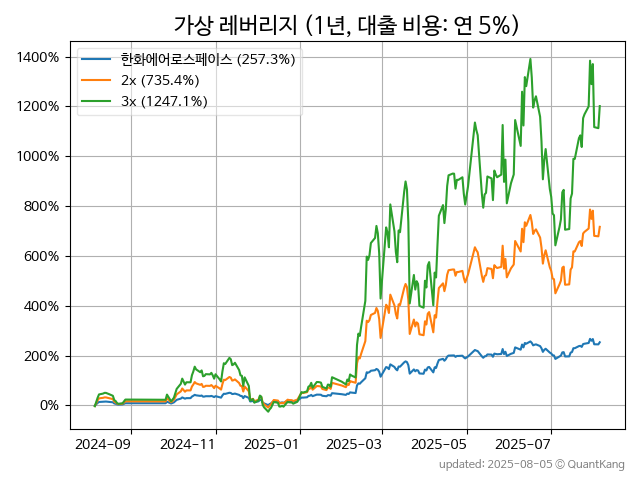 가상 레버리지 (1년, 대출 비용: 연 5%)
한화에어로스페이스 (257.3%)
2x (735.4%)
3x (1247.1%)
1400%
1200%
1000%
800%
600%
400%
200%
0%
2024-09
2024-11
2025-01
2025-03
2025-05
2025-07
updated: 2025-08-05 © QuantKang